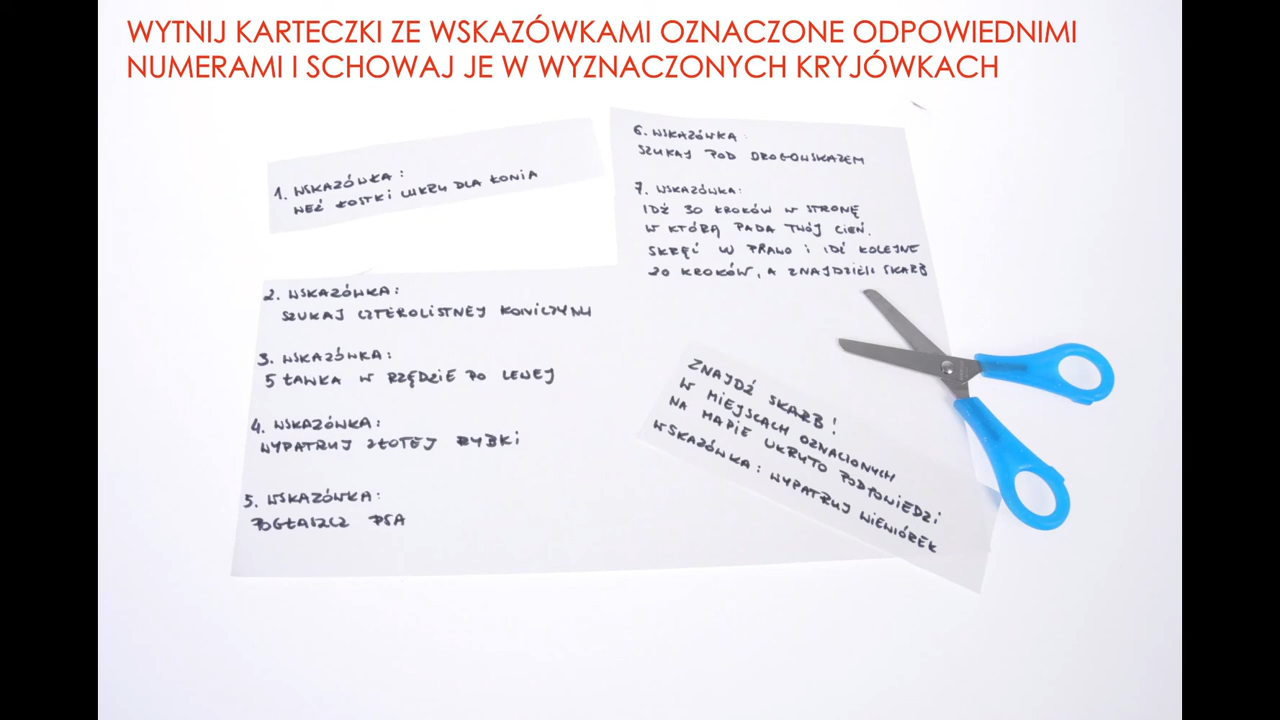 WYTNIJ KARTECZKI ZE WSKAZÓWKAMI OZNACZONE ODPOWIEDNIMI
NUMERAMI I SCHOWAJ JE W WYZNACZONYCH KRYJÓWKACH
1. WSKAZÓWKA:
WEŹ KOSTKI CUKRU DLA KONIA
2. WSKAZÓWKA:
SZUKAJ CZTEROLISTNEJ KONICZYNY
3. WSKAZÓWKA:
5 ŁAWKA W RZĘDZIE PO LEWEJ
4. WSKAZÓWKA:
WYPATRUJ ZŁOTEJ RYBKI
5. WSKAZÓWKA:
POGŁASZCZ PSA
6. WSKAZÓWKA:
SZUKAJ POD DROGOWSKAZEM
7. WSKAZÓWKA:
IDŹ 30 KROKÓW W STRONĘ
W KTÓRĄ PADA TWÓJ CIEŃ.
SKRĘĆ W PRAWO I IDŹ KOLEJNE
20 KROKÓW, A ZNAJDZIESZ SKARB
ZNAJDŹ SKARB!
W MIEJSCACH OZNACZONYCH
NA MAPIE UKRYTO PODPOWIEDZI
WSKAZÓWKA: WYPATRUJ WIEWIÓREK